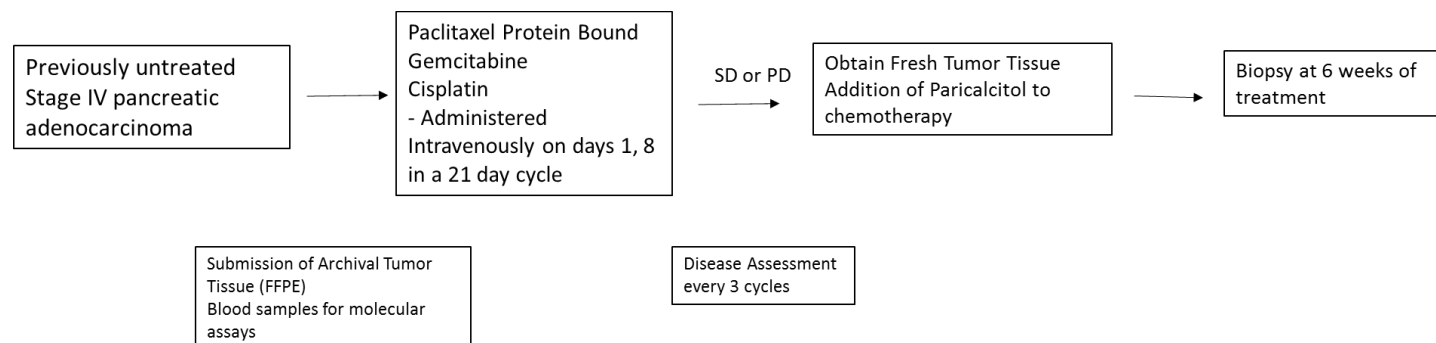 Previously untreated
Stage IV pancreatic
adenocarcinoma
Paclitaxel Protein Bound
Gemcitabine
Cisplatin
- Administered
Intravenously on days 1, 8
in a 21 day cycle
SD or PD
Obtain Fresh Tumor Tissue
Addition of Paricalcitol to
chemotherapy
Biopsy at 6 weeks of
treatment
Submission of Archival Tumor
Tissue (FFPE)
Blood samples for molecular
assays
Disease Assessment
every 3 cycles